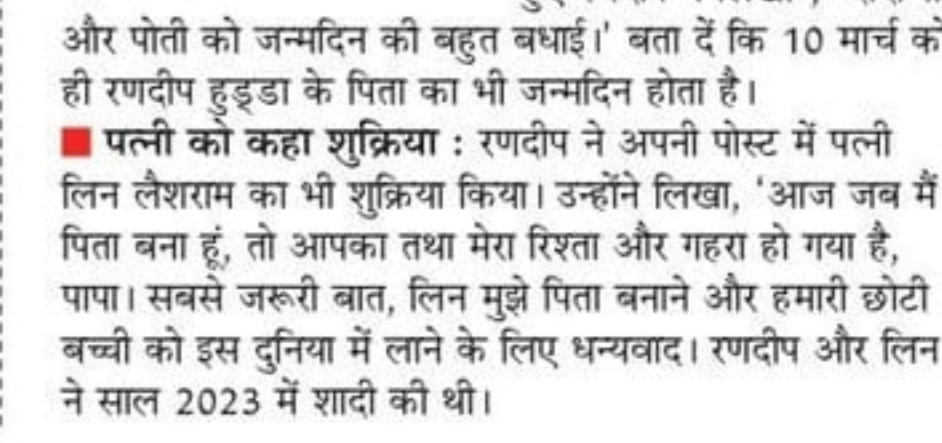 और पोती को जन्मदिन की बहुत बधाई।' बता दें कि 10 मार्च को
ही रणदीप हुड्डा के पिता का भी जन्मदिन होता है।
पत्नी को कहा शुक्रिया : रणदीप ने अपनी पोस्ट में पत्नी
लिन लैशराम का भी शुक्रिया किया। उन्होंने लिखा, 'आज जब मैं
पिता बना हूं, तो आपका तथा मेरा रिश्ता और गहरा हो गया है,
पापा। सबसे जरूरी बात, लिन मुझे पिता बनाने और हमारी छोटी
बच्ची को इस दुनिया में लाने के लिए धन्यवाद। रणदीप और लिन
ने साल 2023 में शादी की थी।